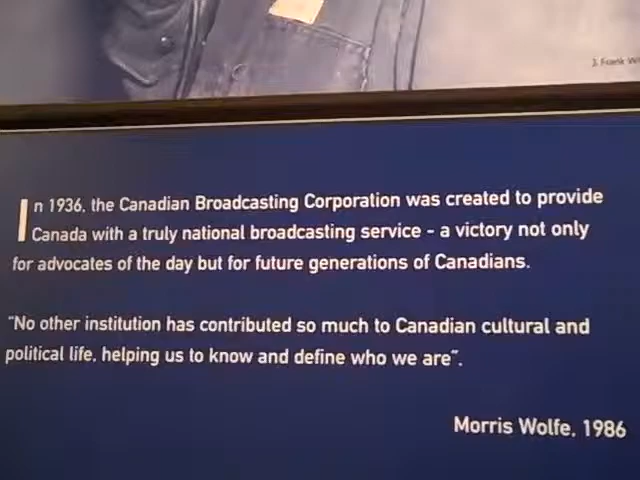 J. Frank
In 1936, the Canadian Broadcasting Corporation was created to provide
Canada with a truly national broadcasting service - a victory not only
for advocates of the day but for future generations of Canadians.
"No other institution has contributed so much to Canadian cultural and
political life, helping us to know and define who we are".
Morris Wolfe, 1986